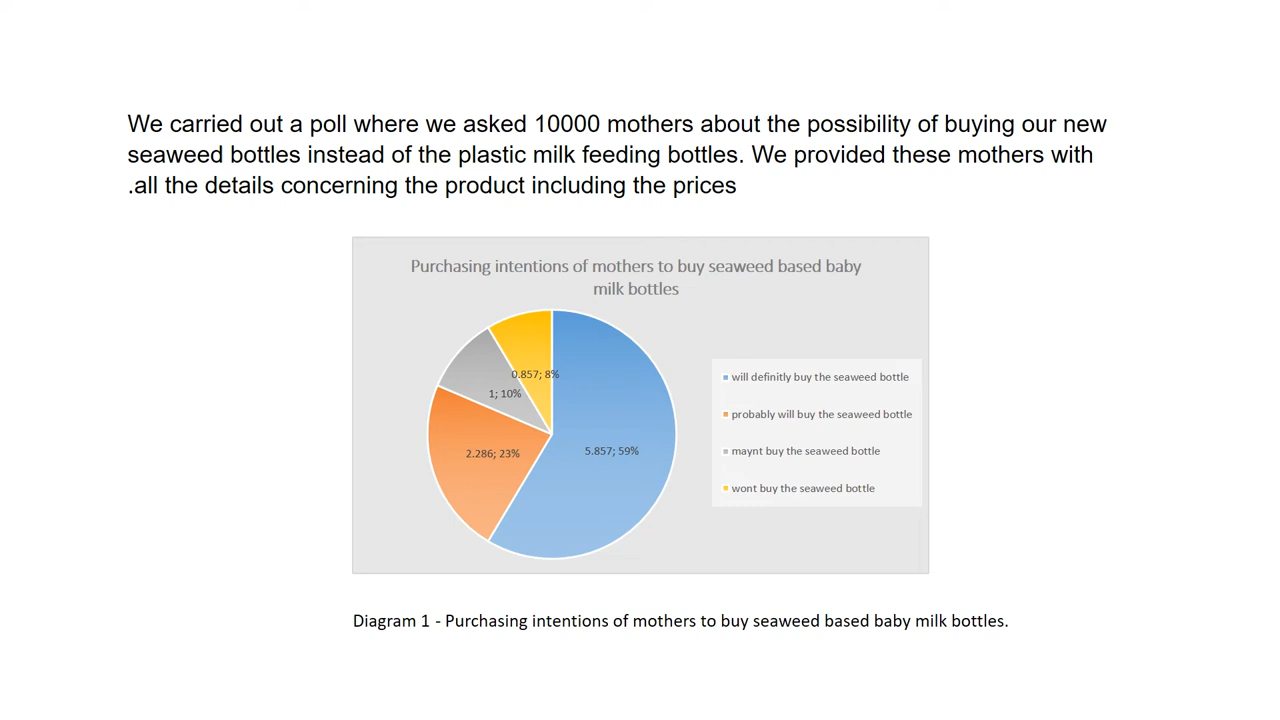 We carried out a poll where we asked 10000 mothers about the possibility of buying our new
seaweed bottles instead of the plastic milk feeding bottles. We provided these mothers with
.all the details concerning the product including the prices
Purchasing intentions of mothers to buy seaweed based baby
milk bottles
0.857; 8%
1; 10%
2.286; 23%
5.857; 59%
will definitly buy the seaweed bottle
probably will buy the seaweed bottle
maynt buy the seaweed bottle
wont buy the seaweed bottle
Diagram 1 - Purchasing intentions of mothers to buy seaweed based baby milk bottles.